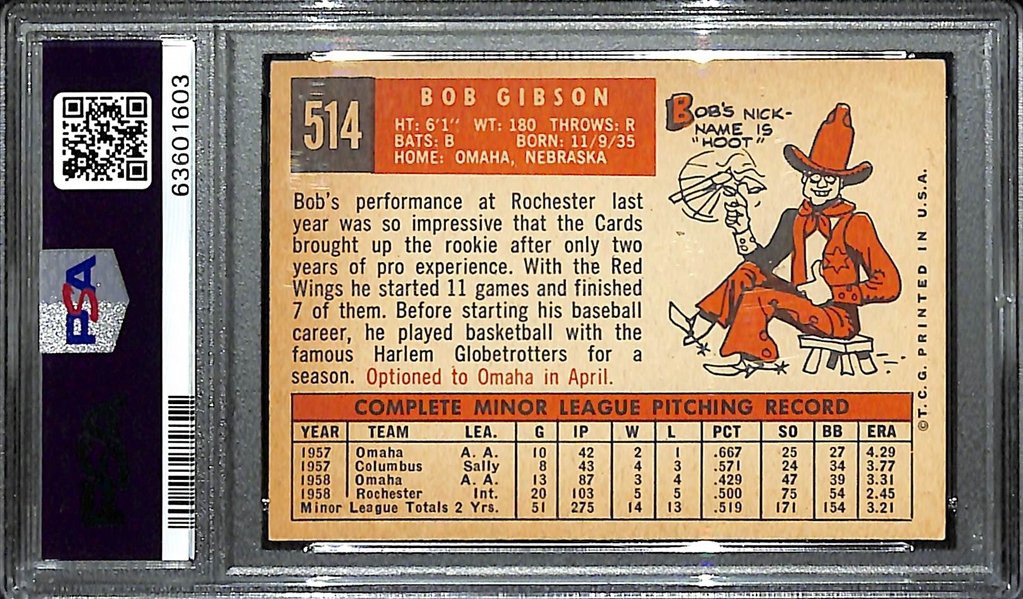 PSA
63601603
514
BOB GIBSON
HT: 6'1" WT: 180 THROWS: R
BATS: B BORN: 11/9/35
HOME: OMAHA, NEBRASKA
Bob's performance at Rochester last
year was so impressive that the Cards
brought up the rookie after only two
years of pro experience. With the Red
Wings he started 11 games and finished
7 of them. Before starting his baseball
career, he played basketball with the
famous Harlem Globetrotters for a
season. Optioned to Omaha in April.
BOB'S NICK-
NAME IS
"HOOT"
COMPLETE MINOR LEAGUE PITCHING RECORD
YEAR TEAM LEA. G IP W L PCT SO BB ERA
1957 Omaha A. A. 10 42 2 1 .667 25 27 4.29
1957 Columbus Sally 8 43 4 3 .571 24 34 3.77
1958 Omaha A. A. 13 87 3 4 .429 47 39 3.31
1958 Rochester Int. 20 103 5 5 .500 75 54 2.45
Minor League Totals 2 Yrs. 51 275 14 13 .519 171 154 3.21
©T. C. G. PRINTED IN U.S.A.